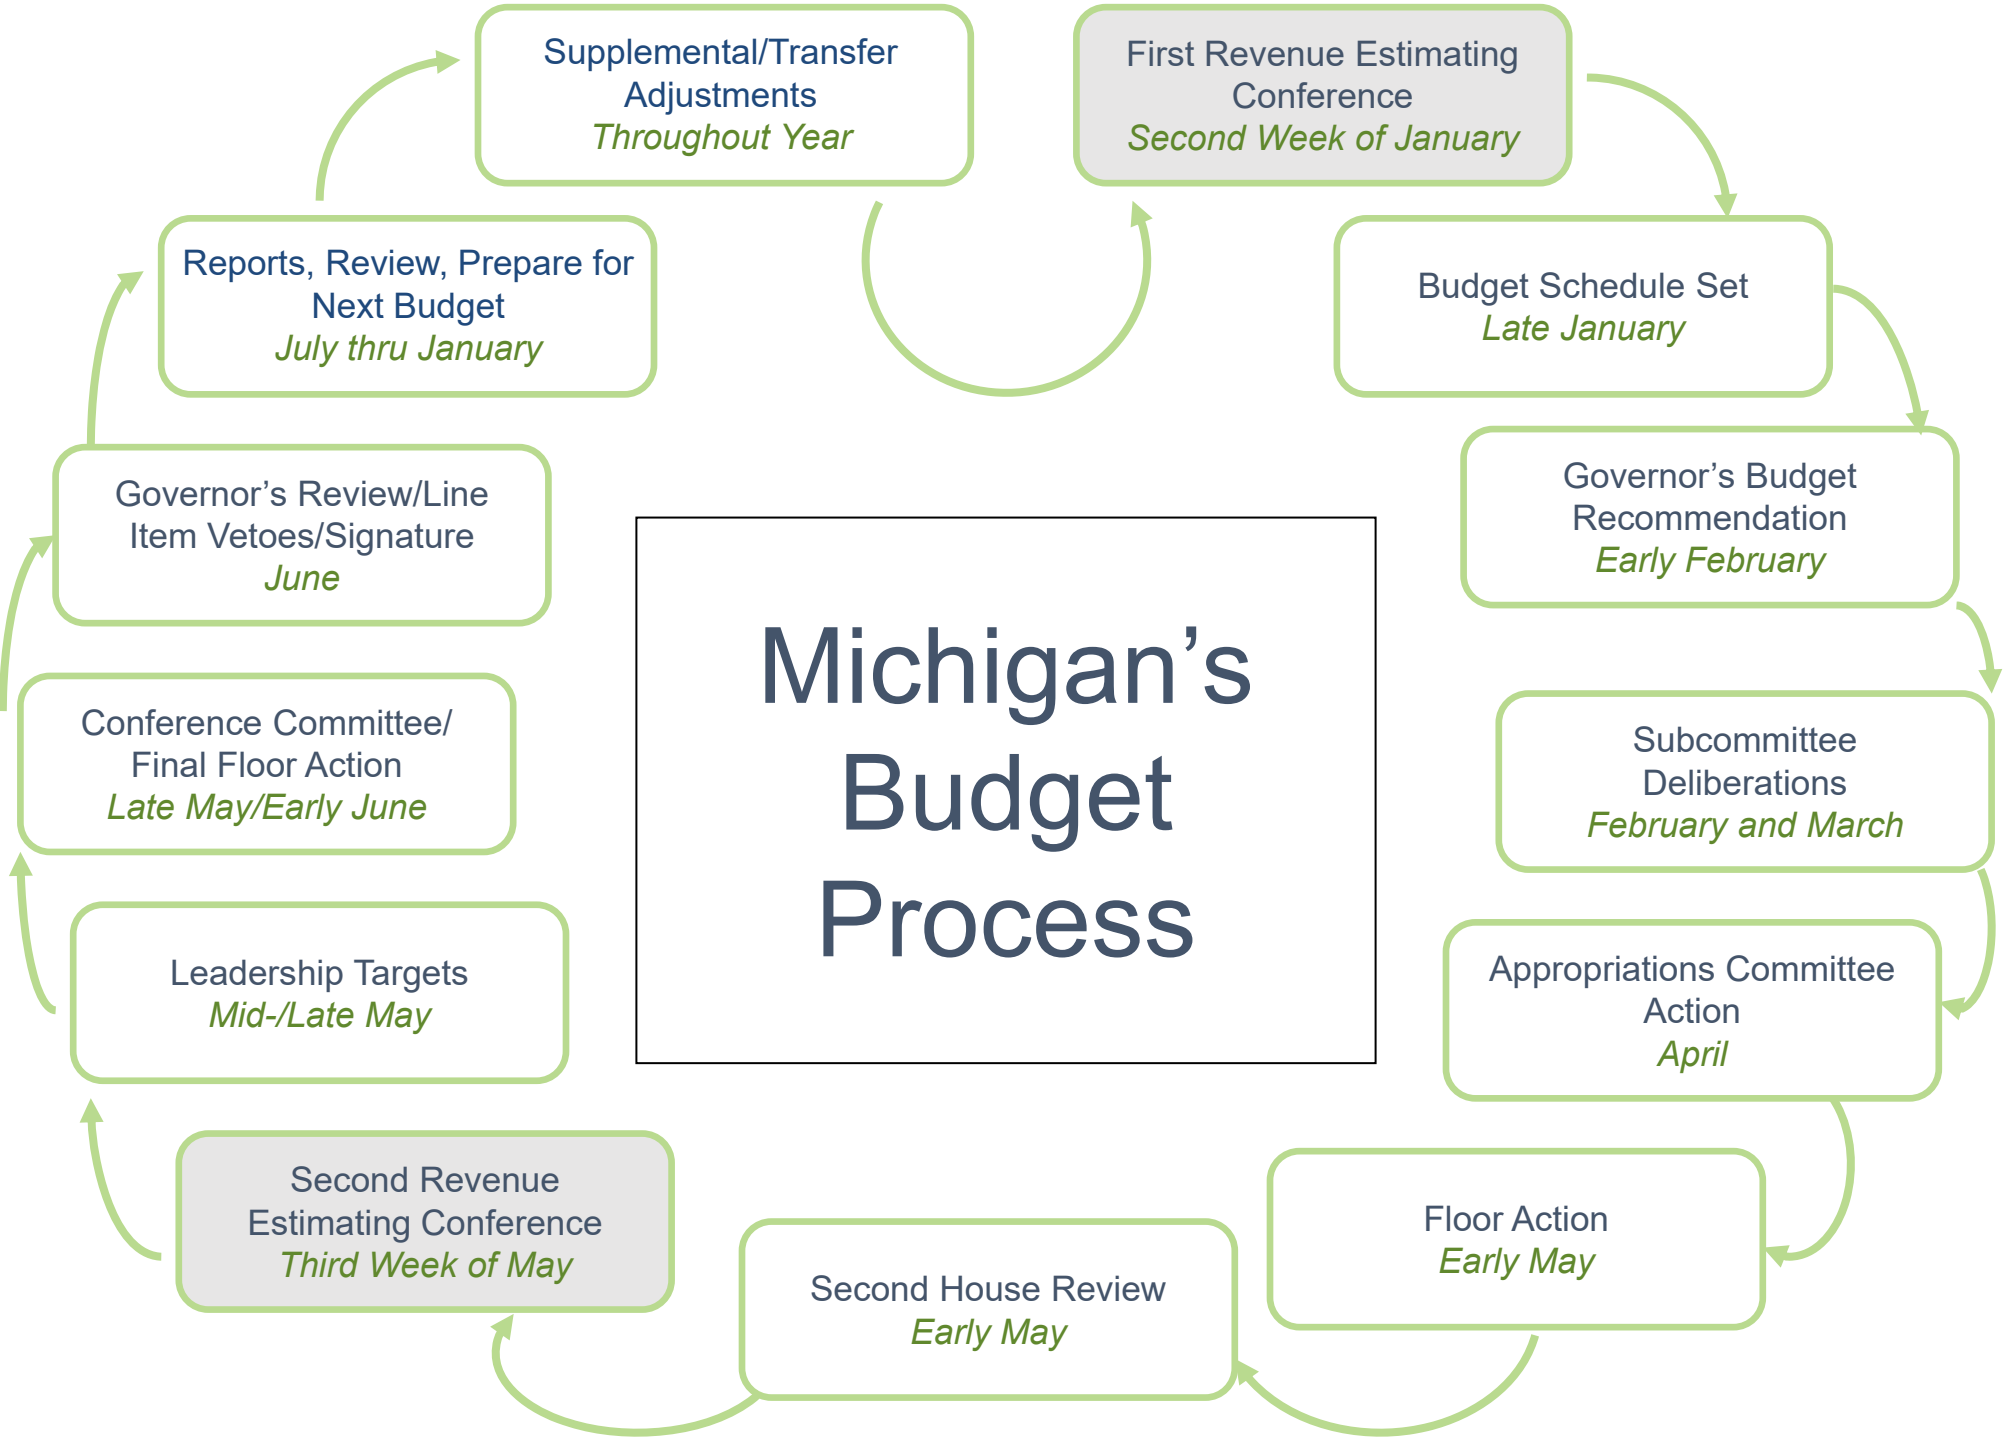 Supplemental/Transfer
Adjustments
Throughout Year
First Revenue Estimating
Conference
Second Week of January
Budget Schedule Set
Late January
Governor’s Budget
Recommendation
Early February
Subcommittee
Deliberations
February and March
Appropriations Committee
Action
April
Floor Action
Early May
Second House Review
Early May
Second Revenue
Estimating Conference
Third Week of May
Leadership Targets
Mid-/Late May
Conference Committee/
Final Floor Action
Late May/Early June
Governor’s Review/Line
Item Vetoes/Signature
June
Reports, Review, Prepare for
Next Budget
July thru January
Michigan’s
Budget
Process